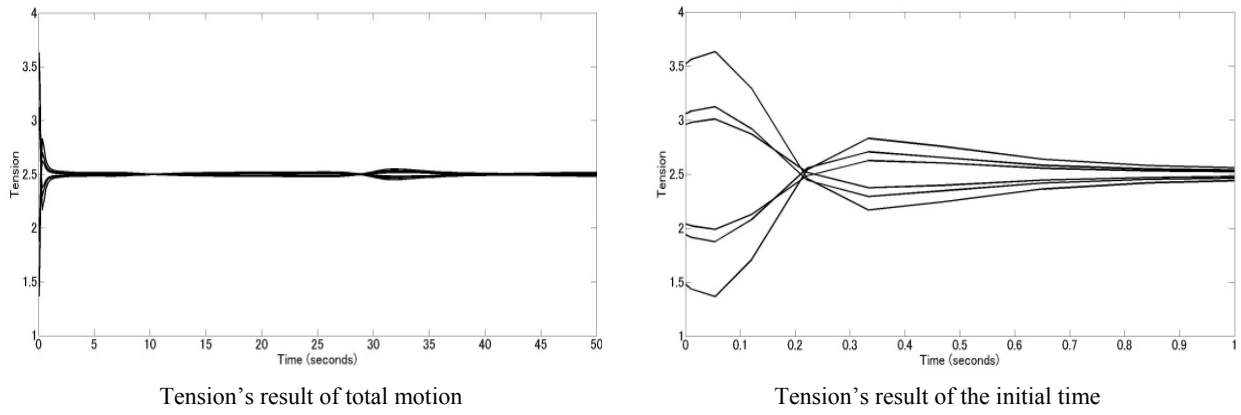 4
3.5
3
2.5
2
1.5
1
Tension
0 5 10 15 20 25 30 35 40 45 50
Time (seconds)
Tension’s result of total motion
4
3.5
3
2.5
2
1.5
1
Tension
0 0.1 0.2 0.3 0.4 0.5 0.6 0.7 0.8 0.9 1
Time (seconds)
Tension’s result of the initial time